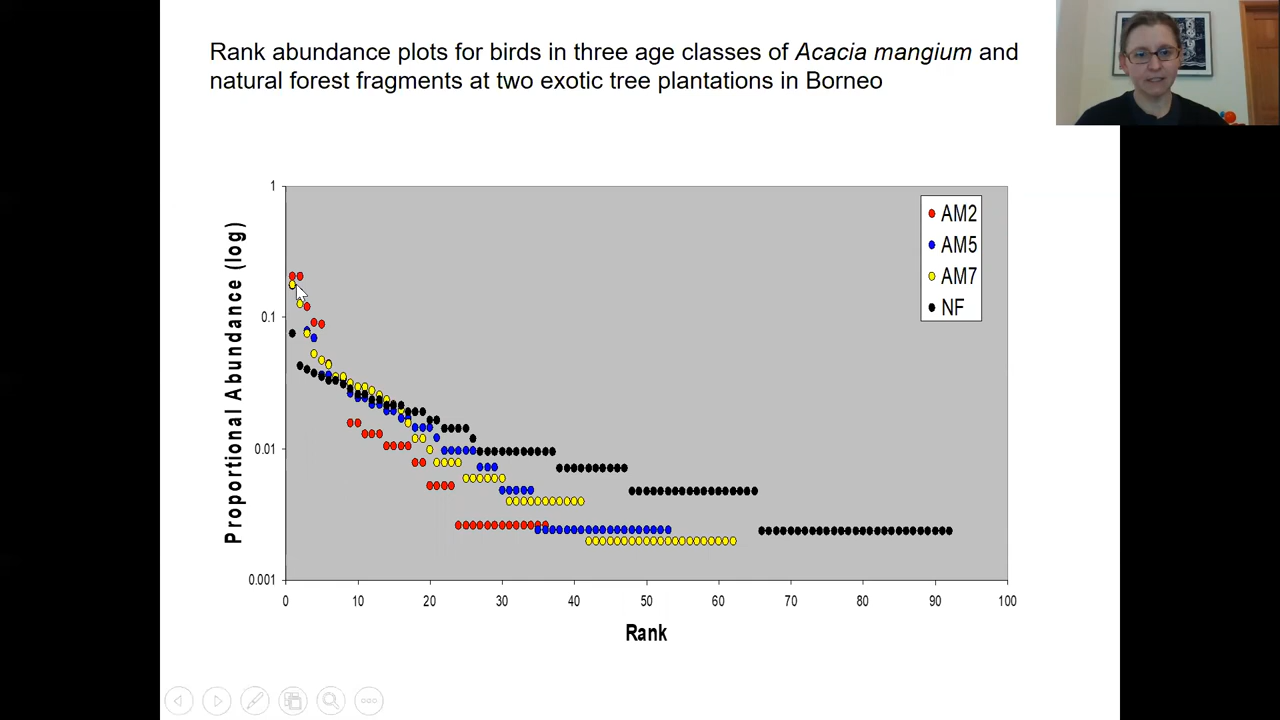 Rank abundance plots for birds in three age classes of Acacia mangium and
natural forest fragments at two exotic tree plantations in Borneo
1
0.1
0.01
0.001
Proportional Abundance (log)
AM2
AM5
AM7
NF
0 10 20 30 40 50 60 70 80 90 100
Rank